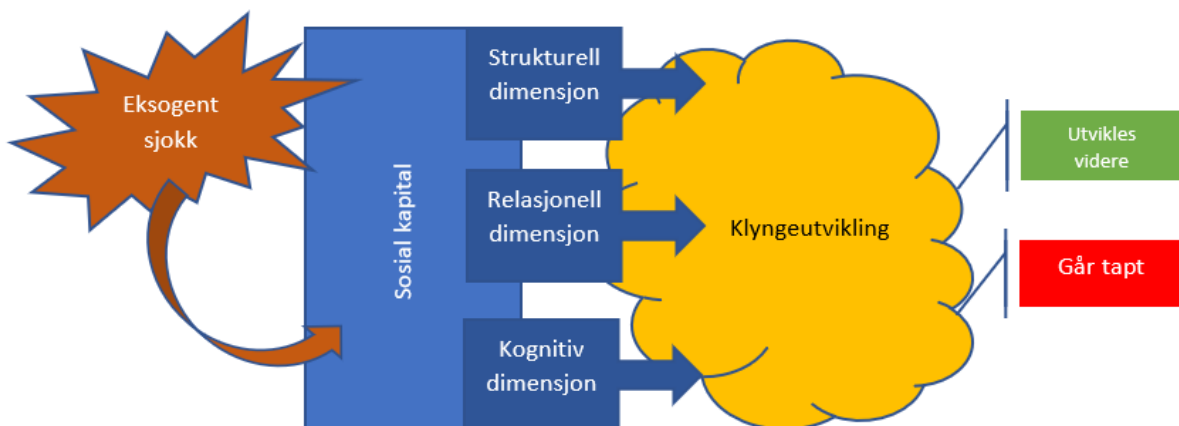 Eksogent
sjokk
Sosial kapital
Strukturell
dimensjon
Relasjonell
dimensjon
Kognitiv
dimensjon
Klyngeutvikling
Utvikles
videre
Går tapt